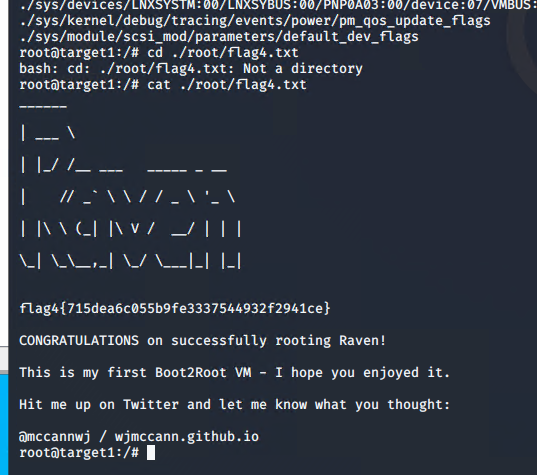 ./sys/devices/LNXSYSTM:00/LNXSYBUS:00/PNP0A03:00/device:07/VMBUS:
./sys/kernel/debug/tracing/events/power/pm_qos_update_flags
./sys/module/scsi_mod/parameters/default_dev_flags
root@target1:/# cd ./root/flag4.txt
bash: cd: ./root/flag4.txt: Not a directory
root@target1:/# cat ./root/flag4.txt
______
| ___ \
| |_/ /__ ___   _____ _ __
|    // _` \ \ / / _ \ '_ \
| |\ \ (_| |\ V /  __/ | | |
\_| \_\__,_| \_/ \___|_| |_|
flag4{715dea6c055b9fe3337544932f2941ce}
CONGRATULATIONS on successfully rooting Raven!
This is my first Boot2Root VM - I hope you enjoyed it.
Hit me up on Twitter and let me know what you thought:
@mccannwj / wjmccann.github.io
root@target1:/#